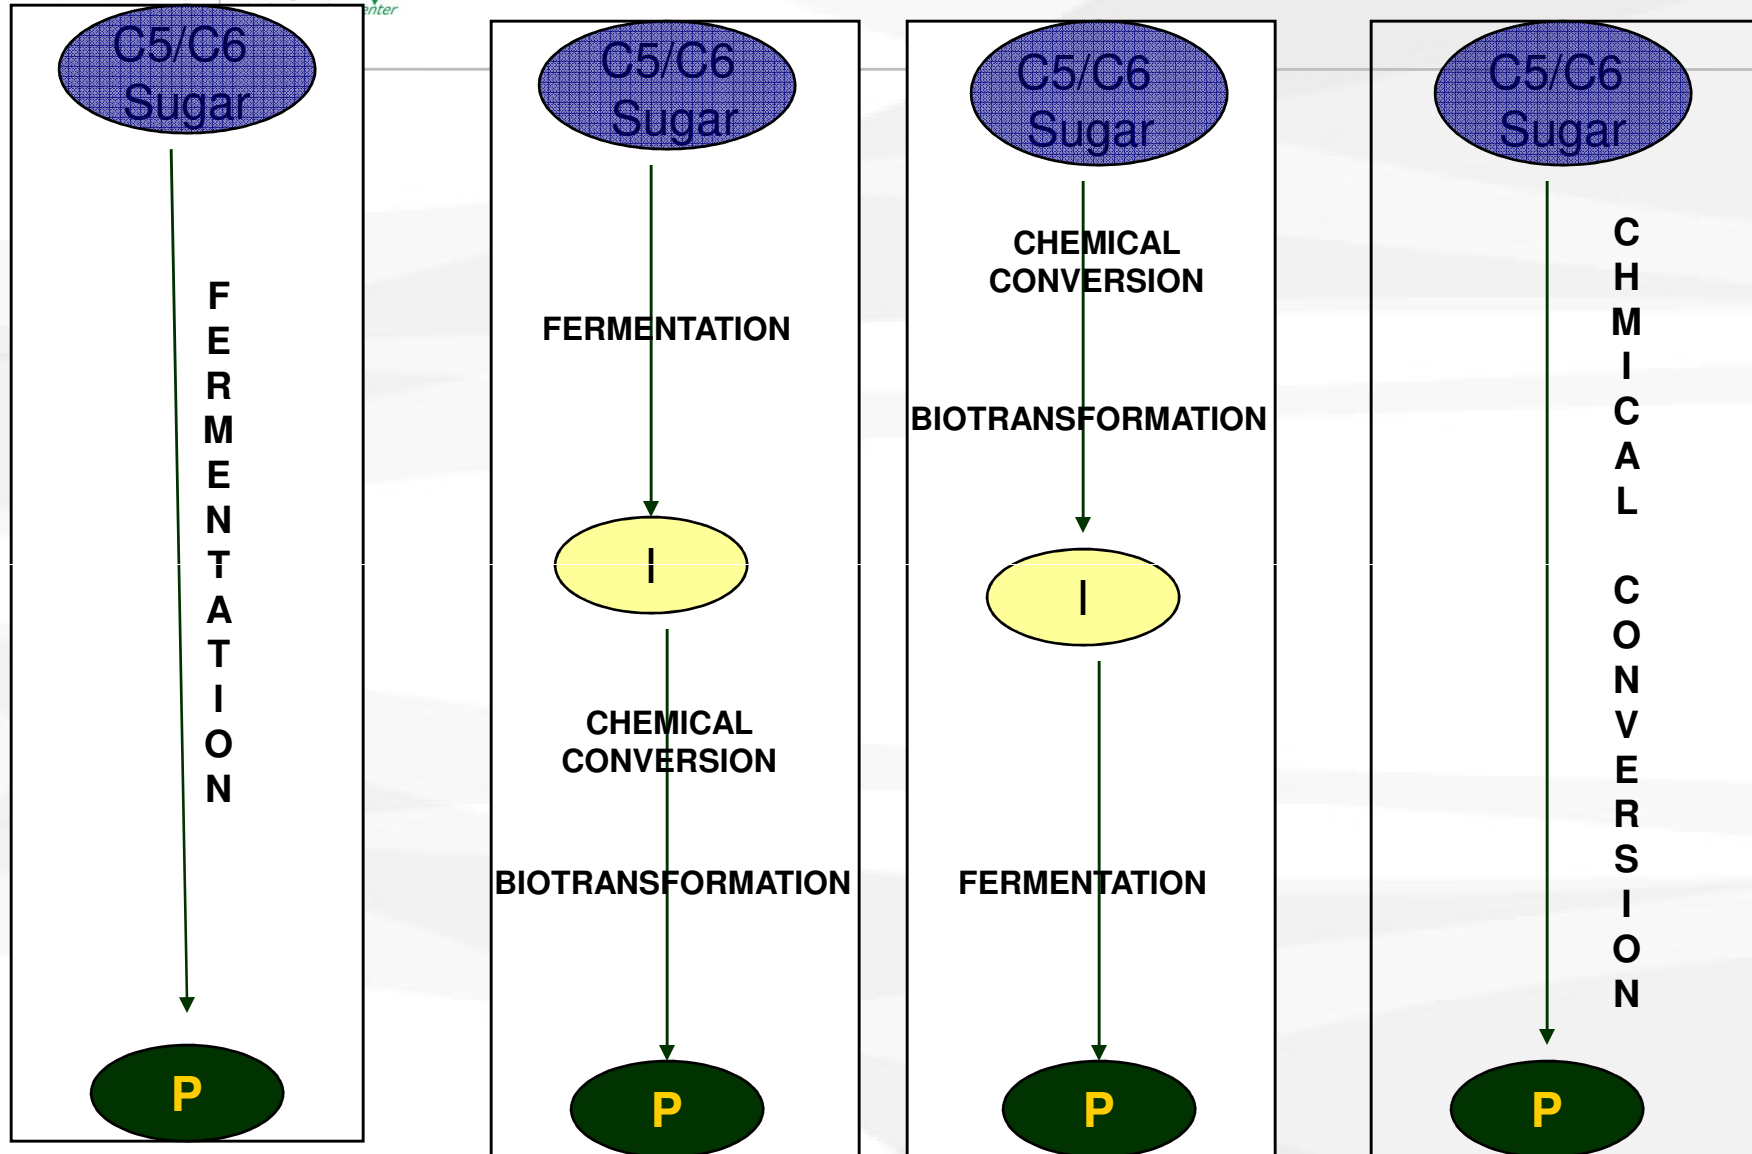 enter
C5/C6
Sugar
FERMENTATION
P
C5/C6
Sugar
FERMENTATION
I
CHEMICAL
CONVERSION
BIOTRANSFORMATION
P
C5/C6
Sugar
CHEMICAL
CONVERSION
BIOTRANSFORMATION
I
FERMENTATION
P
C5/C6
Sugar
CHMICAL CONVERSION
P